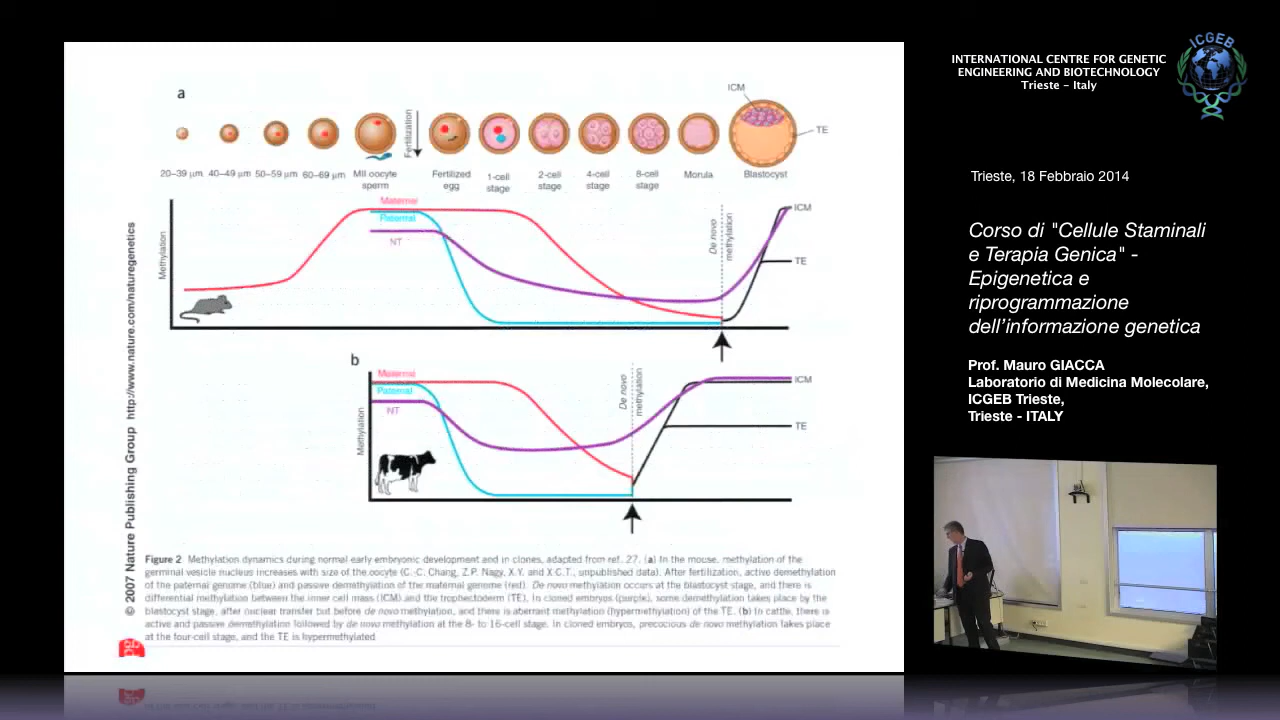 a
ICM
TE
Fertilization
20–39 µm
40–49 µm
50–59 µm
60–69 µm
MII oocyte
sperm
Fertilized
egg
1-cell
stage
2-cell
stage
4-cell
stage
8-cell
stage
Morula
Blastocyst
Methylation
Maternal
Paternal
NT
De novo
methylation
ICM
TE
b
Methylation
Maternal
Paternal
NT
De novo
methylation
ICM
TE
© 2007 Nature Publishing Group http://www.nature.com/naturegenetics
Figure 2 Methylation dynamics during normal early embryonic development and in clones, adapted from ref. 27. (a) In the mouse, methylation of the
germinal vesicle nucleus increases with size of the oocyte (C.-C. Chang, Z.P. Nagy, X.Y. and X.C.T., unpublished data). After fertilization, active demethylation
of the paternal genome (blue) and passive demethylation of the maternal genome (red). De novo methylation occurs at the blastocyst stage, and there is
differential methylation between the inner cell mass (ICM) and the trophectoderm (TE). In cloned embryos (purple), some demethylation takes place by the
blastocyst stage, after nuclear transfer but before de novo methylation, and there is aberrant methylation (hypermethylation) of the TE. (b) In cattle, there is
active and passive demethylation followed by de novo methylation at the 8- to 16-cell stage. In cloned embryos, precocious de novo methylation takes place
at the four-cell stage, and the TE is hypermethylated.
INTERNATIONAL CENTRE FOR GENETIC
ENGINEERING AND BIOTECHNOLOGY
Trieste – Italy
ICGEB
Trieste, 18 Febbraio 2014
Corso di "Cellule Staminali
e Terapia Genica" -
Epigenetica e
riprogrammazione
dell'informazione genetica
Prof. Mauro GIACCA
Laboratorio di Medicina Molecolare,
ICGEB Trieste,
Trieste - ITALY